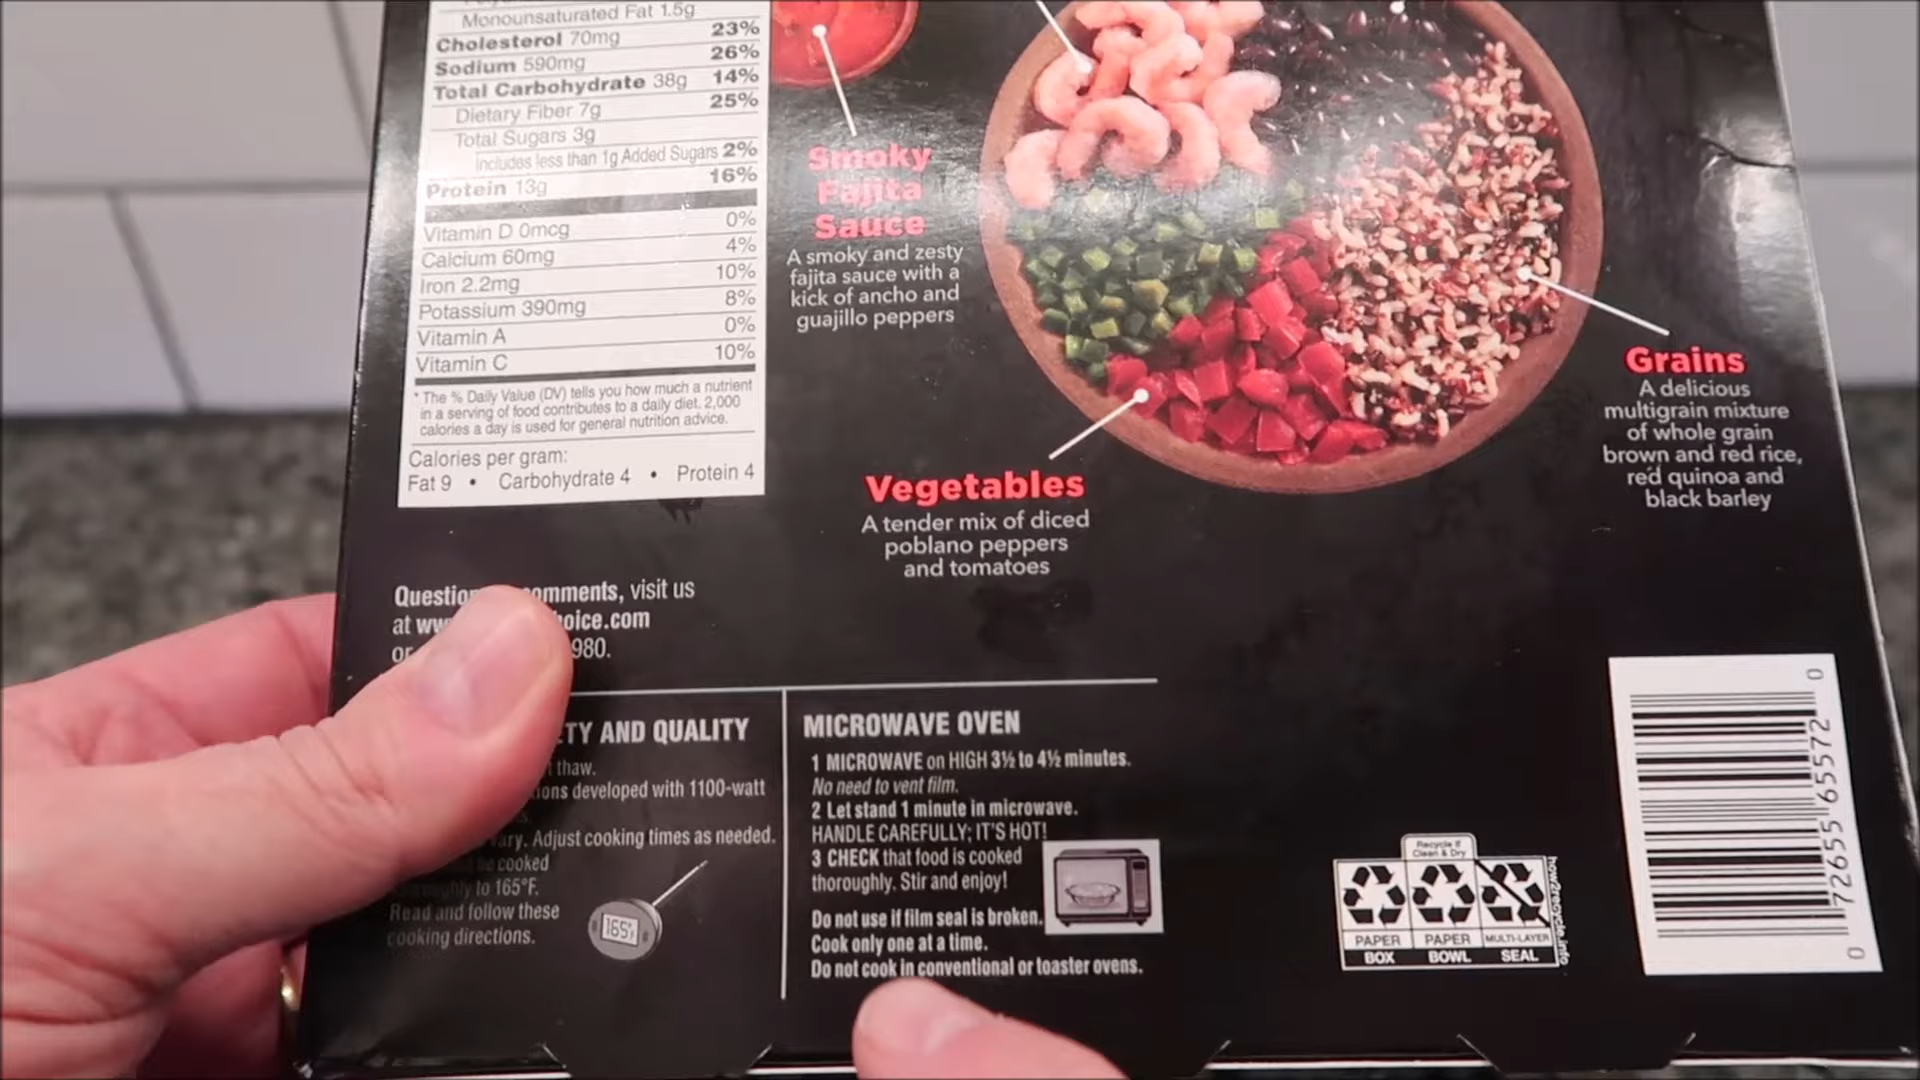 Monounsaturated Fat 1.5g
Cholesterol 70mg 23%
Sodium 590mg 26%
Total Carbohydrate 38g 14%
Dietary Fiber 7g 25%
Total Sugars 3g
Includes less than 1g Added Sugars 2%
Protein 13g 16%
Vitamin D 0mcg 0%
Calcium 60mg 4%
Iron 2.2mg 10%
Potassium 390mg 8%
Vitamin A 0%
Vitamin C 10%
* The % Daily Value (DV) tells you how much a nutrient
in a serving of food contributes to a daily diet. 2,000
calories a day is used for general nutrition advice.
Calories per gram:
Fat 9 • Carbohydrate 4 • Protein 4
Smoky
Fajita
Sauce
A smoky and zesty
fajita sauce with a
kick of ancho and
guajillo peppers
Vegetables
A tender mix of diced
poblano peppers
and tomatoes
Grains
A delicious
multigrain mixture
of whole grain
brown and red rice,
red quinoa and
black barley
omments, visit us
at oice.com
or 980.
TY AND QUALITY
thaw.
developed with 1100-watt
Adjust cooking times as needed.
cooked
to 165°F.
Read and follow these
cooking directions.
165°F
MICROWAVE OVEN
1 MICROWAVE on HIGH 3½ to 4½ minutes.
No need to vent film.
2 Let stand 1 minute in microwave.
HANDLE CAREFULLY; IT'S HOT!
3 CHECK that food is cooked
thoroughly. Stir and enjoy!
Do not use if film seal is broken.
Cook only one at a time.
Do not cook in conventional or toaster ovens.
Recycle if
Clean & Dry
PAPER PAPER MULTI-LAYER
BOX BOWL SEAL
how2recycle.info
0 72655 65572 0